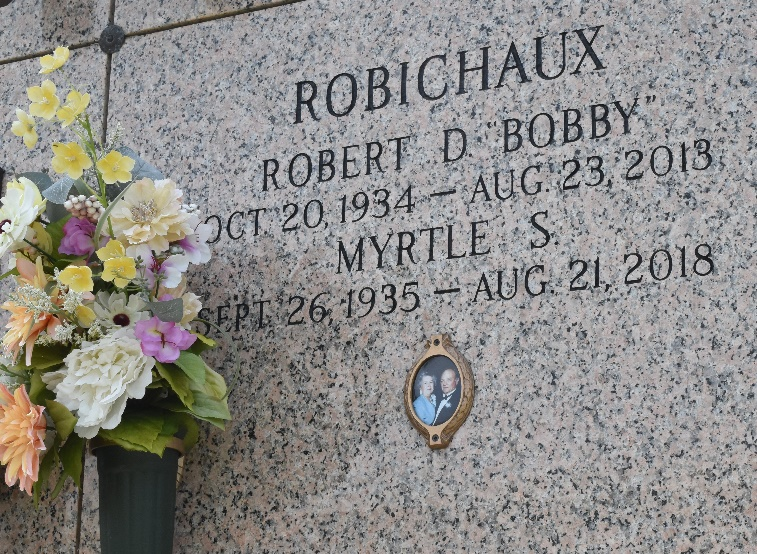 ROBICHAUX
ROBERT D. "BOBBY"
OCT. 20, 1934 — AUG. 23, 2013
MYRTLE S.
SEPT. 26, 1935 — AUG. 21, 2018